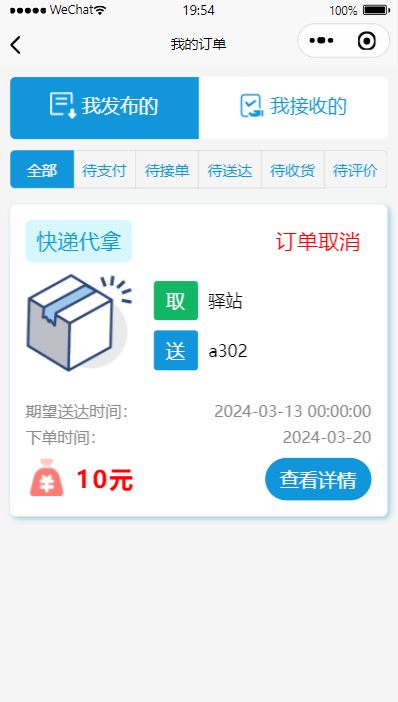 WeChat 19:54 100%
我的订单
我发布的 我接收的
全部 待支付 待接单 待送达 待收货 待评价
快递代拿 订单取消
取 驿站
送 a302
期望送达时间: 2024-03-13 00:00:00
下单时间: 2024-03-20
¥ 10元 查看详情